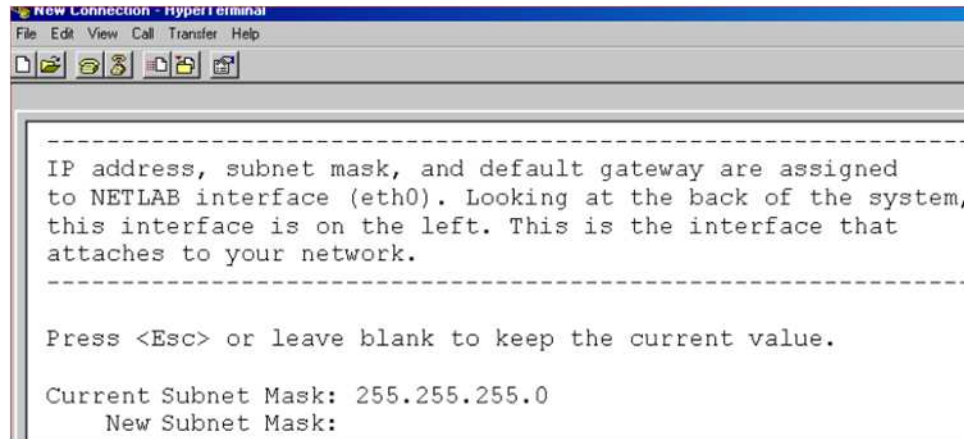 New Connection - HyperTerminal
File Edit View Call Transfer Help
IP address, subnet mask, and default gateway are assigned
to NETLAB interface (eth0). Looking at the back of the system,
this interface is on the left. This is the interface that
attaches to your network.
Press <Esc> or leave blank to keep the current value.
Current Subnet Mask: 255.255.255.0
New Subnet Mask: